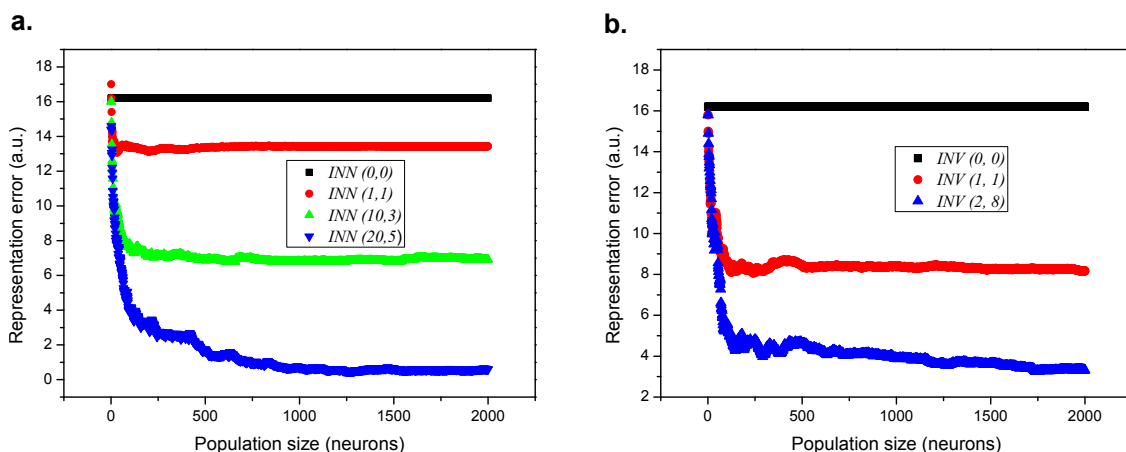 a.
Representation error (a.u.)
18
16
14
12
10
8
6
4
2
0
INN (0,0)
INN (1,1)
INN (10,3)
INN (20,5)
0
500
1000
1500
2000
Population size (neurons)
b.
Representation error (a.u.)
18
16
14
12
10
8
6
4
2
INV (0, 0)
INV (1, 1)
INV (2, 8)
0
500
1000
1500
2000
Population size (neurons)